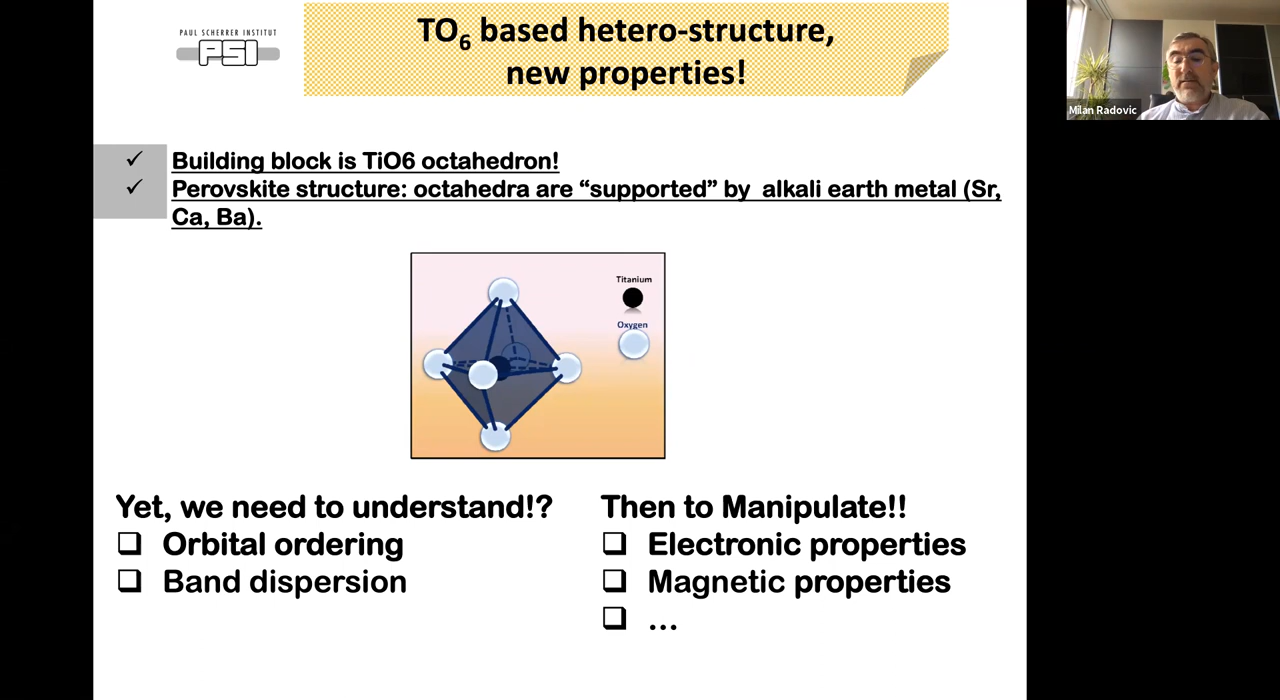 PAUL SCHERRER INSTITUT
PSI
TO6 based hetero-structure,
new properties!
Milan Radovic
✓ Building block is TiO6 octahedron!
✓ Perovskite structure: octahedra are “supported” by alkali earth metal (Sr,
Ca, Ba).
Titanium
Oxygen
Yet, we need to understand!?
❑ Orbital ordering
❑ Band dispersion
Then to Manipulate!!
❑ Electronic properties
❑ Magnetic properties
❑ ...